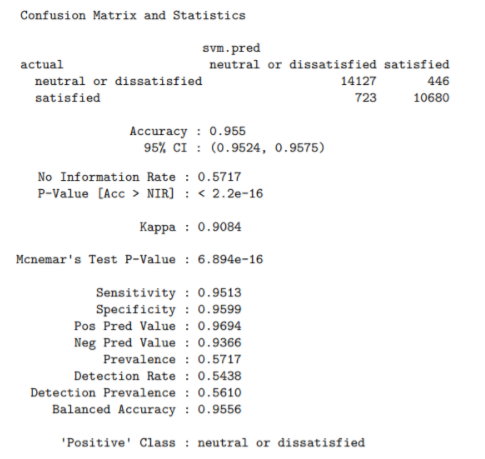 Confusion Matrix and Statistics
svm.pred
actual neutral or dissatisfied satisfied
neutral or dissatisfied 14127 446
satisfied 723 10680
Accuracy : 0.955
95% CI : (0.9524, 0.9575)
No Information Rate : 0.5717
P-Value [Acc > NIR] : < 2.2e-16
Kappa : 0.9084
Mcnemar's Test P-Value : 6.894e-16
Sensitivity : 0.9513
Specificity : 0.9599
Pos Pred Value : 0.9694
Neg Pred Value : 0.9366
Prevalence : 0.5717
Detection Rate : 0.5438
Detection Prevalence : 0.5610
Balanced Accuracy : 0.9556
'Positive' Class : neutral or dissatisfied